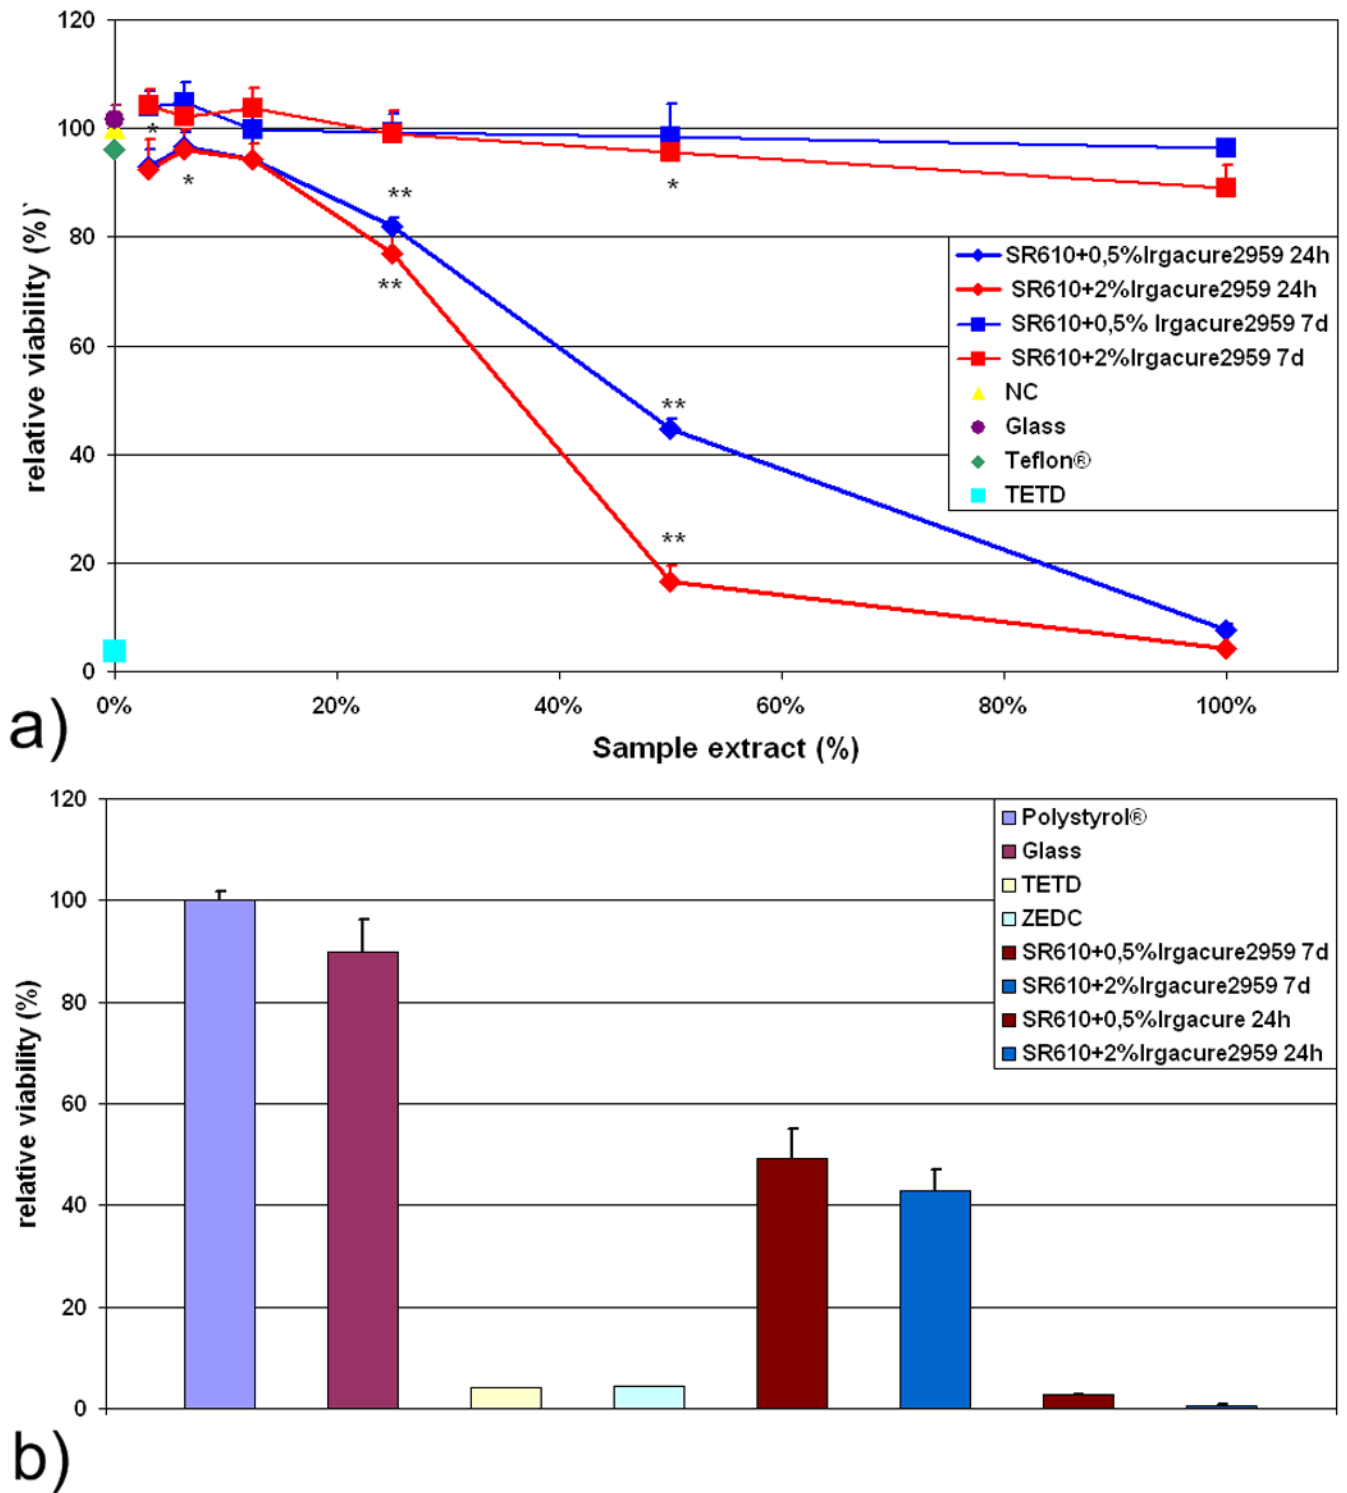 120
100
80
60
40
20
0
relative viability (%)`
*
*
**
**
*
**
**
SR610+0,5%Irgacure2959 24h
SR610+2%Irgacure2959 24h
SR610+0,5% Irgacure2959 7d
SR610+2%Irgacure2959 7d
NC
Glass
Teflon®
TETD
0% 20% 40% 60% 80% 100%
Sample extract (%)
a)
120
100
80
60
40
20
0
relative viability (%)
Polystyrol®
Glass
TETD
ZEDC
SR610+0,5%Irgacure2959 7d
SR610+2%Irgacure2959 7d
SR610+0,5%Irgacure 24h
SR610+2%Irgacure2959 24h
b)